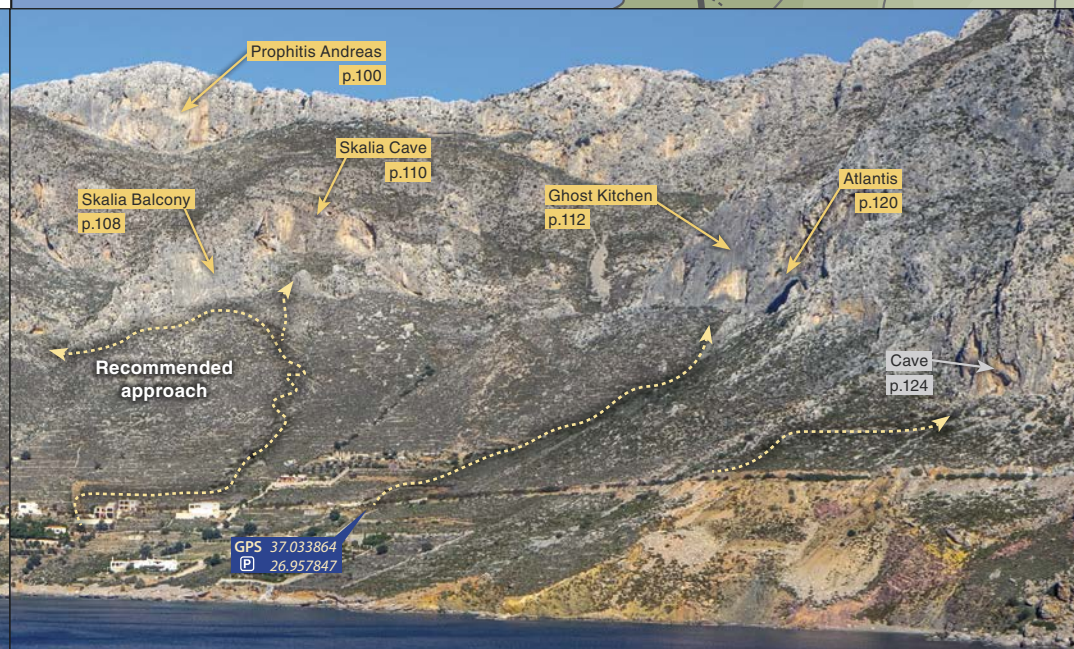 Prophitis Andreas
p.100
Skalia Cave
p.110
Skalia Balcony
p.108
Ghost Kitchen
p.112
Atlantis
p.120
Cave
p.124
Recommended
approach
GPS 37.033864
P 26.957847